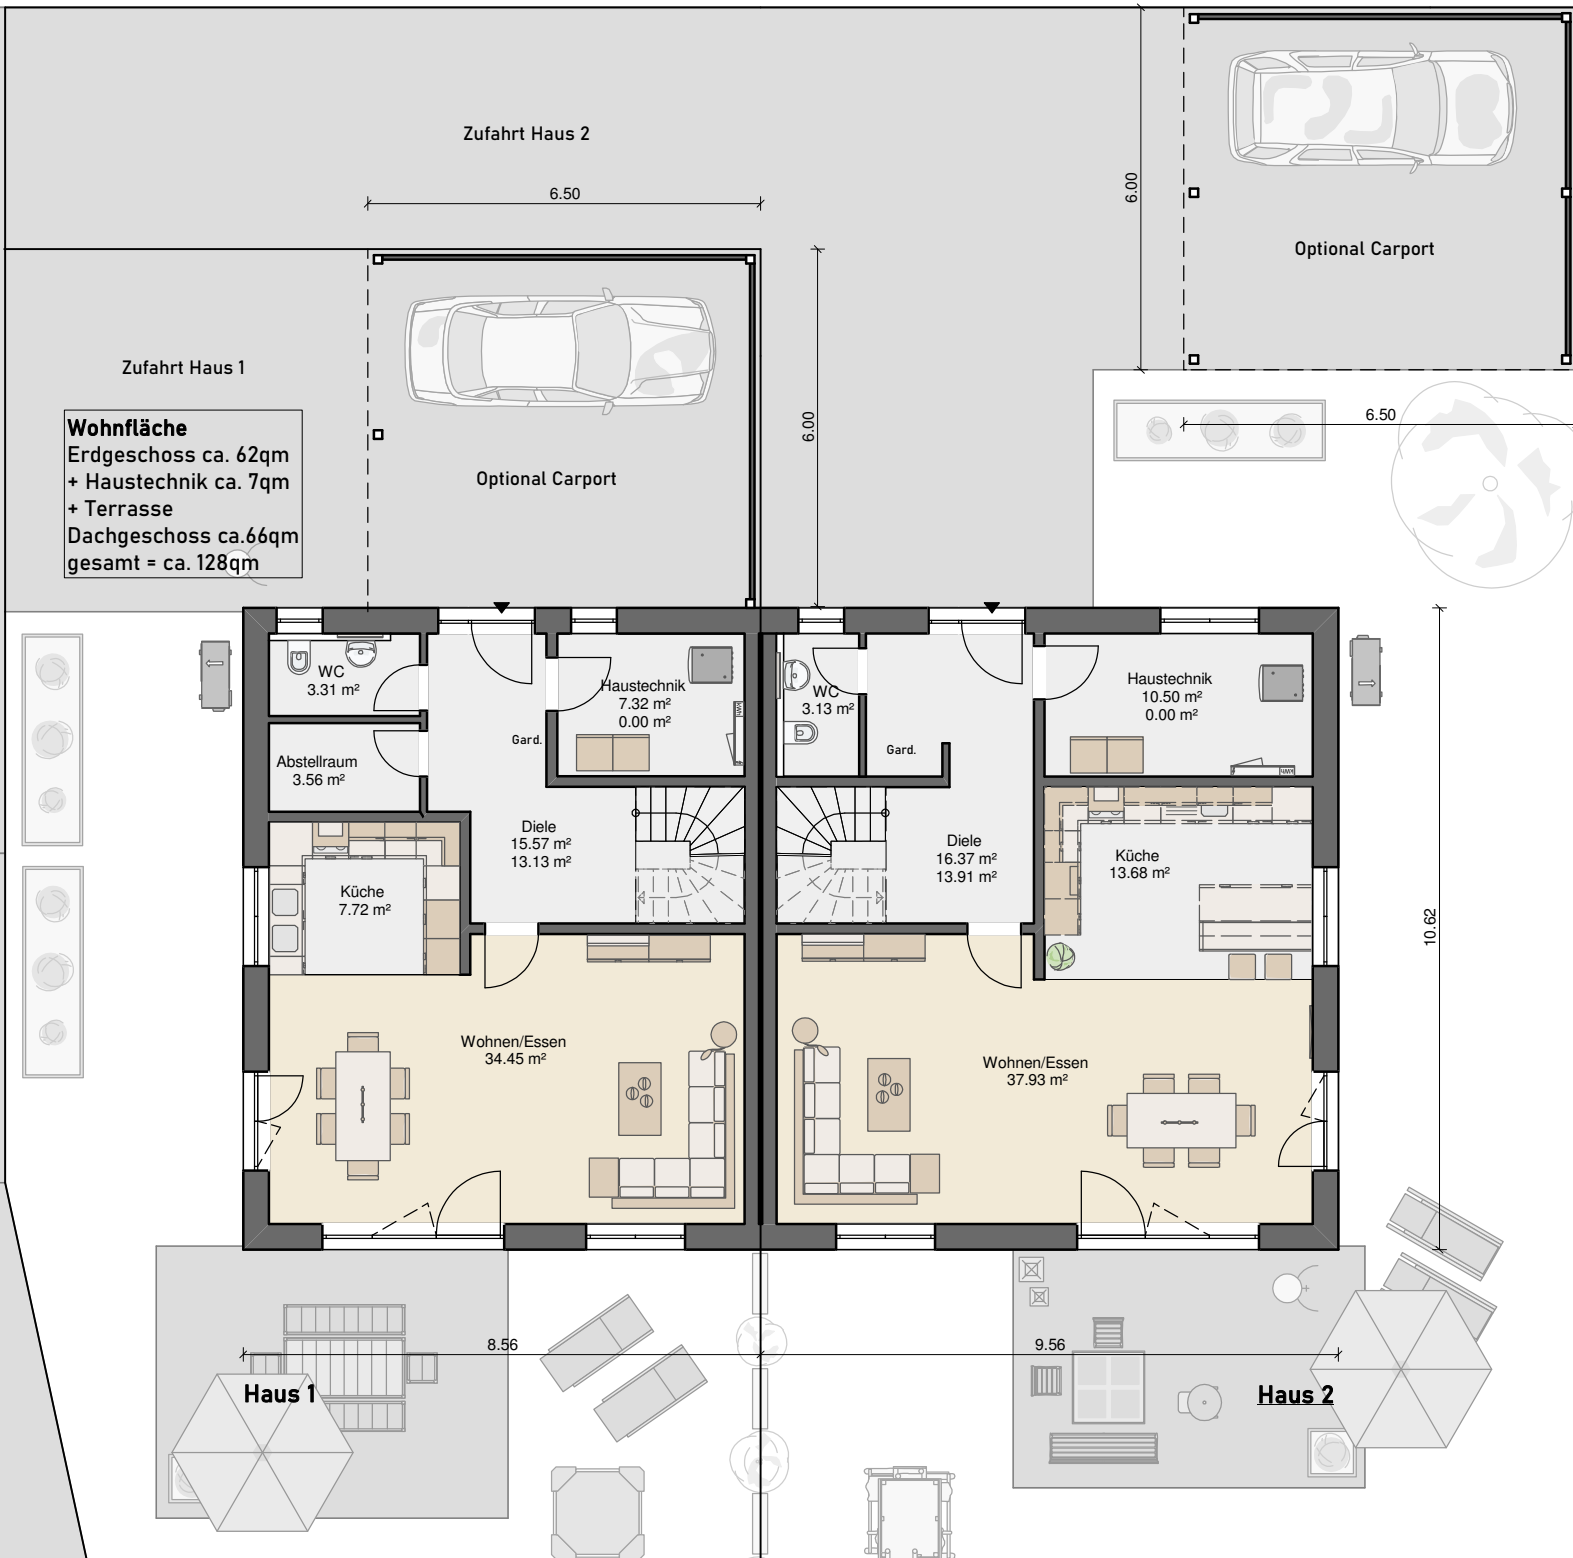 Zufahrt Haus 2
6.50
6.00
Optional Carport
Zufahrt Haus 1
Wohnfläche
Erdgeschoss ca. 62qm
+ Haustechnik ca. 7qm
+ Terrasse
Dachgeschoss ca.66qm
gesamt = ca. 128qm
Optional Carport
6.00
6.50
WC
3.31 m²
Haustechnik
7.32 m²
0.00 m²
Gard.
Abstellraum
3.56 m²
WC
3.13 m²
Gard.
Haustechnik
10.50 m²
0.00 m²
Diele
15.57 m²
13.13 m²
Diele
16.37 m²
13.91 m²
Küche
7.72 m²
Küche
13.68 m²
10.62
Wohnen/Essen
34.45 m²
Wohnen/Essen
37.93 m²
8.56
9.56
Haus 1
Haus 2